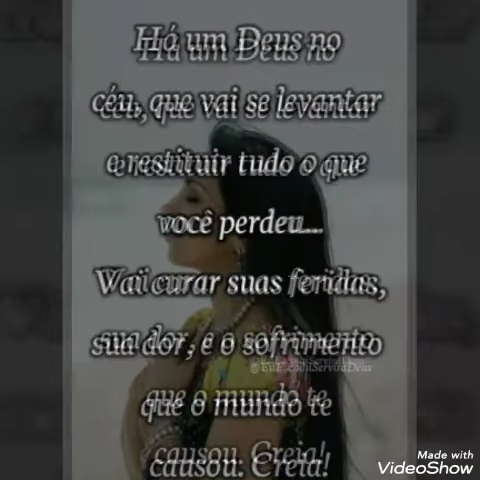 Há um Deus no
céu, que vai se levantar
e restituir tudo o que
você perdeu...
Vai curar suas feridas,
sua dor, e o sofrimento
que o mundo te
causou. Creia!
Made with
VideoShow